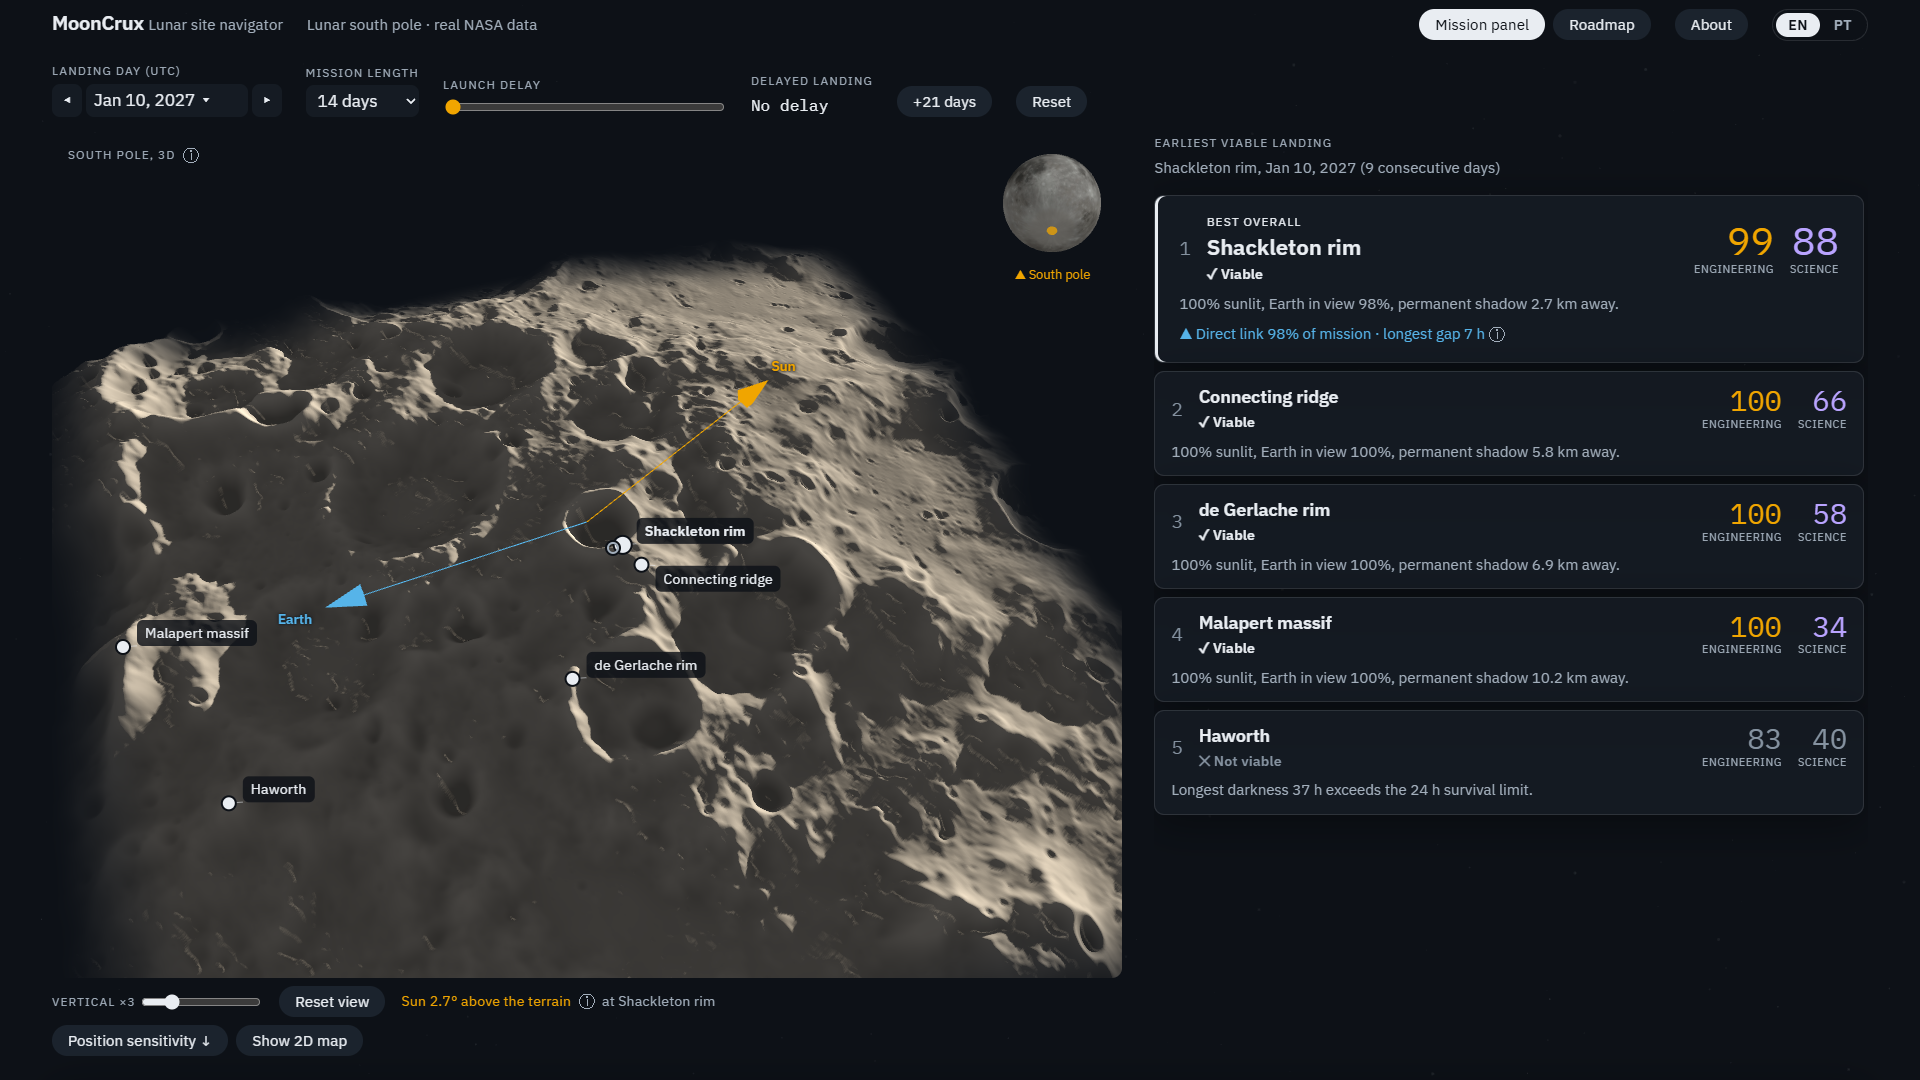 MoonCrux Lunar site navigator
Lunar south pole · real NASA data
Mission panel
Roadmap
About
EN
PT
LANDING DAY (UTC)
◂ Jan 10, 2027 ▾ ▸
MISSION LENGTH
14 days
LAUNCH DELAY
DELAYED LANDING
No delay
+21 days
Reset
SOUTH POLE, 3D ⓘ
▲ South pole
Sun
Earth
Shackleton rim
Connecting ridge
Malapert massif
de Gerlache rim
Haworth
VERTICAL ×3
Reset view
Sun 2.7° above the terrain ⓘ at Shackleton rim
Position sensitivity ↓
Show 2D map
EARLIEST VIABLE LANDING
Shackleton rim, Jan 10, 2027 (9 consecutive days)
BEST OVERALL
1 Shackleton rim
✓ Viable
99 88
ENGINEERING SCIENCE
100% sunlit, Earth in view 98%, permanent shadow 2.7 km away.
▲ Direct link 98% of mission · longest gap 7 h ⓘ
2 Connecting ridge
✓ Viable
100 66
ENGINEERING SCIENCE
100% sunlit, Earth in view 100%, permanent shadow 5.8 km away.
3 de Gerlache rim
✓ Viable
100 58
ENGINEERING SCIENCE
100% sunlit, Earth in view 100%, permanent shadow 6.9 km away.
4 Malapert massif
✓ Viable
100 34
ENGINEERING SCIENCE
100% sunlit, Earth in view 100%, permanent shadow 10.2 km away.
5 Haworth
✕ Not viable
83 40
ENGINEERING SCIENCE
Longest darkness 37 h exceeds the 24 h survival limit.